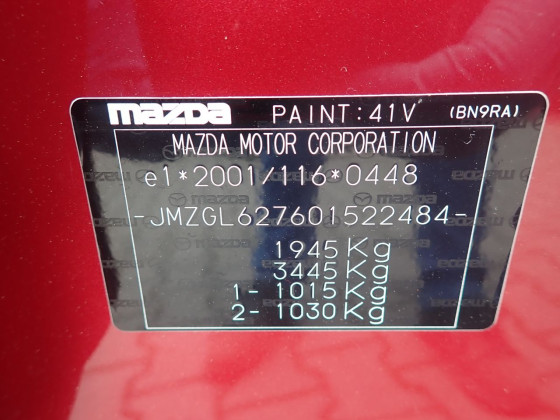 mazda PAINT:41V (BN9RA)
MAZDA MOTOR CORPORATION
e1*2001/116*0448
-JMZGL627601522484-
1945Kg
3445Kg
1- 1015Kg
2- 1030Kg